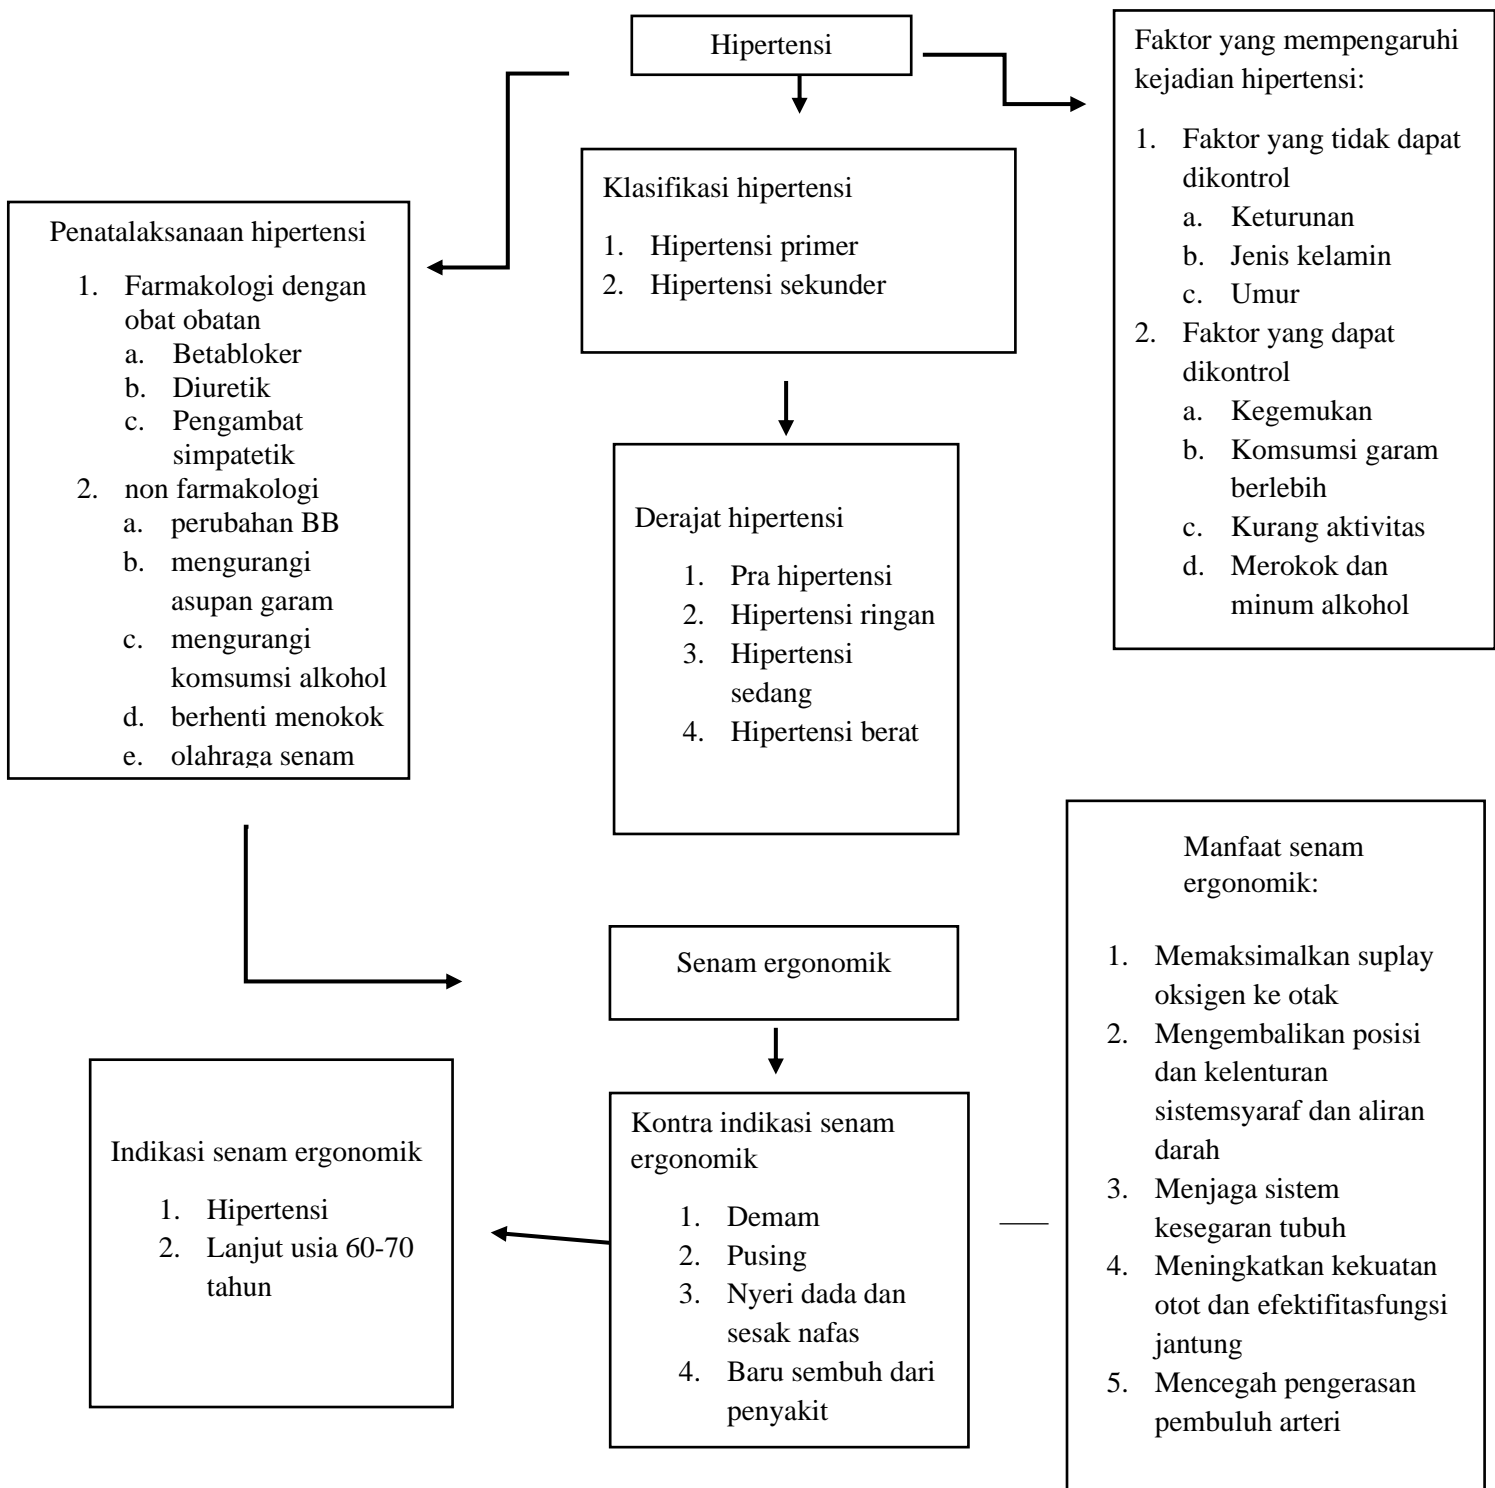 Hipertensi
Faktor yang mempengaruhi
kejadian hipertensi:
1. Faktor yang tidak dapat
dikontrol
a. Keturunan
b. Jenis kelamin
c. Umur
2. Faktor yang dapat
dikontrol
a. Kegemukan
b. Komsumsi garam
berlebih
c. Kurang aktivitas
d. Merokok dan
minum alkohol
Klasifikasi hipertensi
1. Hipertensi primer
2. Hipertensi sekunder
Penatalaksanaan hipertensi
1. Farmakologi dengan
obat obatan
a. Betabloker
b. Diuretik
c. Pengambat
simpatetik
2. non farmakologi
a. perubahan BB
b. mengurangi
asupan garam
c. mengurangi
komsumsi alkohol
d. berhenti menokok
e. olahraga senam
Derajat hipertensi
1. Pra hipertensi
2. Hipertensi ringan
3. Hipertensi
sedang
4. Hipertensi berat
Senam ergonomik
Manfaat senam
ergonomik:
1. Memaksimalkan suplay
oksigen ke otak
2. Mengembalikan posisi
dan kelenturan
sistemsyaraf dan aliran
darah
3. Menjaga sistem
kesegaran tubuh
4. Meningkatkan kekuatan
otot dan efektifitasfungsi
jantung
5. Mencegah pengerasan
pembuluh arteri
Indikasi senam ergonomik
1. Hipertensi
2. Lanjut usia 60-70
tahun
Kontra indikasi senam
ergonomik
1. Demam
2. Pusing
3. Nyeri dada dan
sesak nafas
4. Baru sembuh dari
penyakit